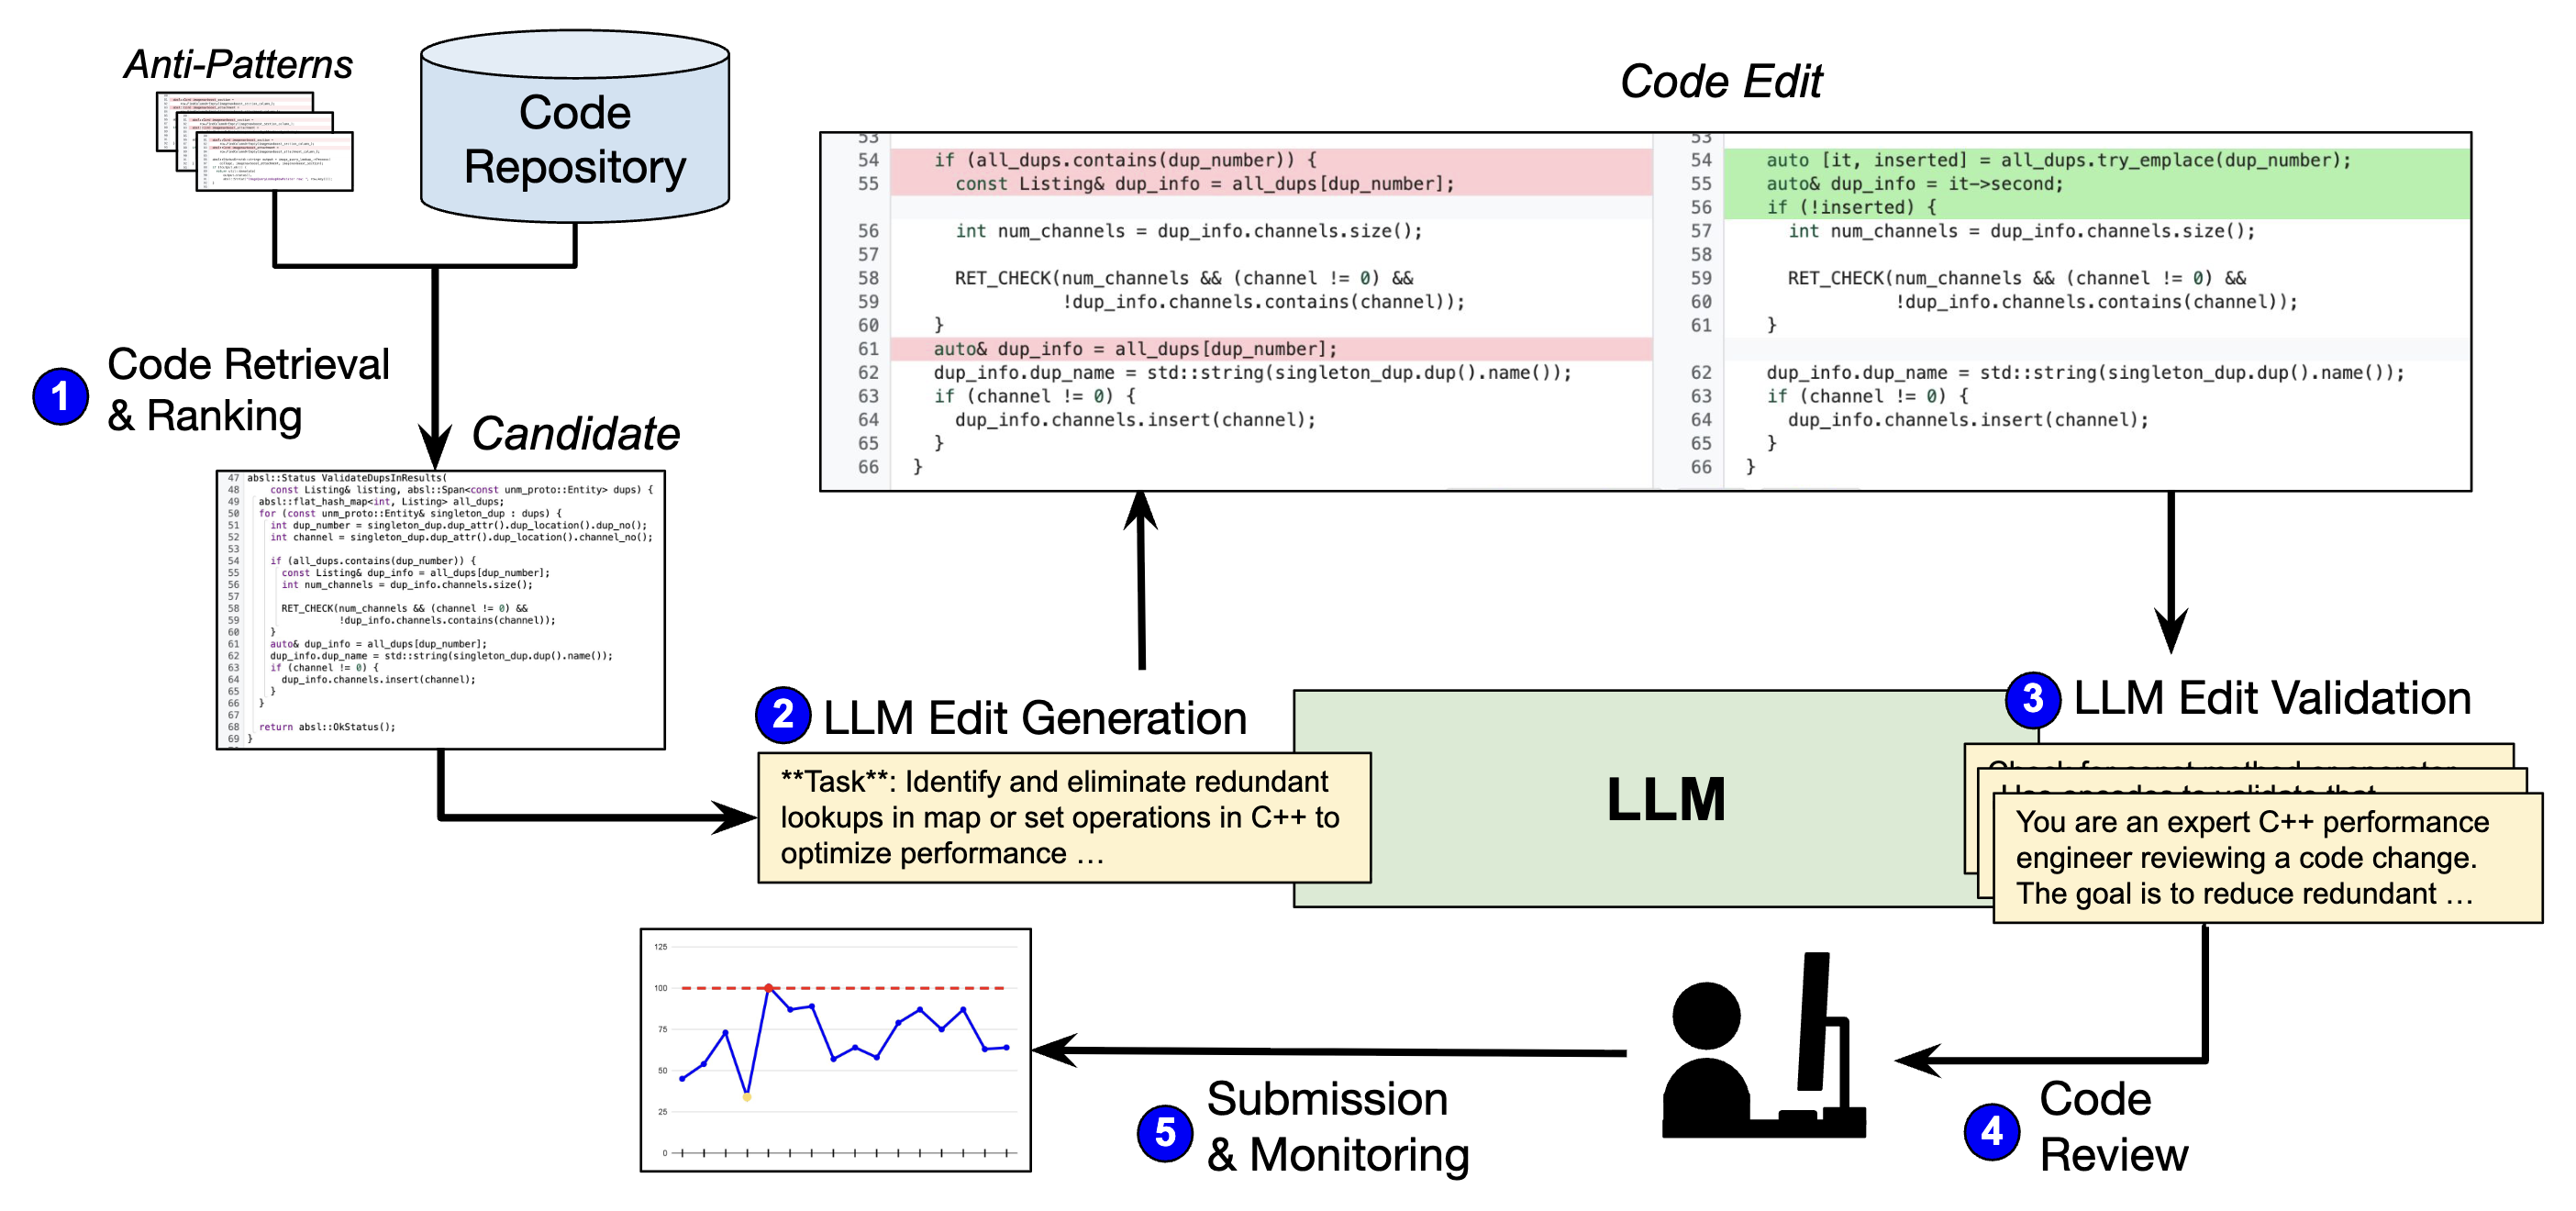 Anti-Patterns
Code
Repository
1
Code Retrieval
& Ranking
Candidate
47 absl::Status ValidateDupsInResults(
48 const Listing& listing, absl::Span<const unm_proto::Entity> dups) {
49 absl::flat_hash_map<int, Listing> all_dups;
50 for (const unm_proto::Entity& singleton_dup : dups) {
51 int dup_number = singleton_dup.dup_attr().dup_location().dup_no();
52 int channel = singleton_dup.dup_attr().dup_location().channel_no();
53
54 if (all_dups.contains(dup_number)) {
55 const Listing& dup_info = all_dups[dup_number];
56 int num_channels = dup_info.channels.size();
57
58 RET_CHECK(num_channels && (channel != 0) &&
59 !dup_info.channels.contains(channel));
60 }
61 auto& dup_info = all_dups[dup_number];
62 dup_info.dup_name = std::string(singleton_dup.dup().name());
63 if (channel != 0) {
64 dup_info.channels.insert(channel);
65 }
66 }
67
68 return absl::OkStatus();
69 }
Code Edit
53
54 if (all_dups.contains(dup_number)) {
55 const Listing& dup_info = all_dups[dup_number];
56 int num_channels = dup_info.channels.size();
57
58 RET_CHECK(num_channels && (channel != 0) &&
59 !dup_info.channels.contains(channel));
60 }
61 auto& dup_info = all_dups[dup_number];
62 dup_info.dup_name = std::string(singleton_dup.dup().name());
63 if (channel != 0) {
64 dup_info.channels.insert(channel);
65 }
66 }
53
54 auto [it, inserted] = all_dups.try_emplace(dup_number);
55 auto& dup_info = it->second;
56 if (!inserted) {
57 int num_channels = dup_info.channels.size();
58
59 RET_CHECK(num_channels && (channel != 0) &&
60 !dup_info.channels.contains(channel));
61 }
62 dup_info.dup_name = std::string(singleton_dup.dup().name());
63 if (channel != 0) {
64 dup_info.channels.insert(channel);
65 }
66 }
2 LLM Edit Generation
**Task**: Identify and eliminate redundant
lookups in map or set operations in C++ to
optimize performance ...
LLM
3 LLM Edit Validation
Check for const method or operator
Use encodes to validate that
You are an expert C++ performance
engineer reviewing a code change.
The goal is to reduce redundant ...
4
Code
Review
5
Submission
& Monitoring
125
100
75
50
25
0